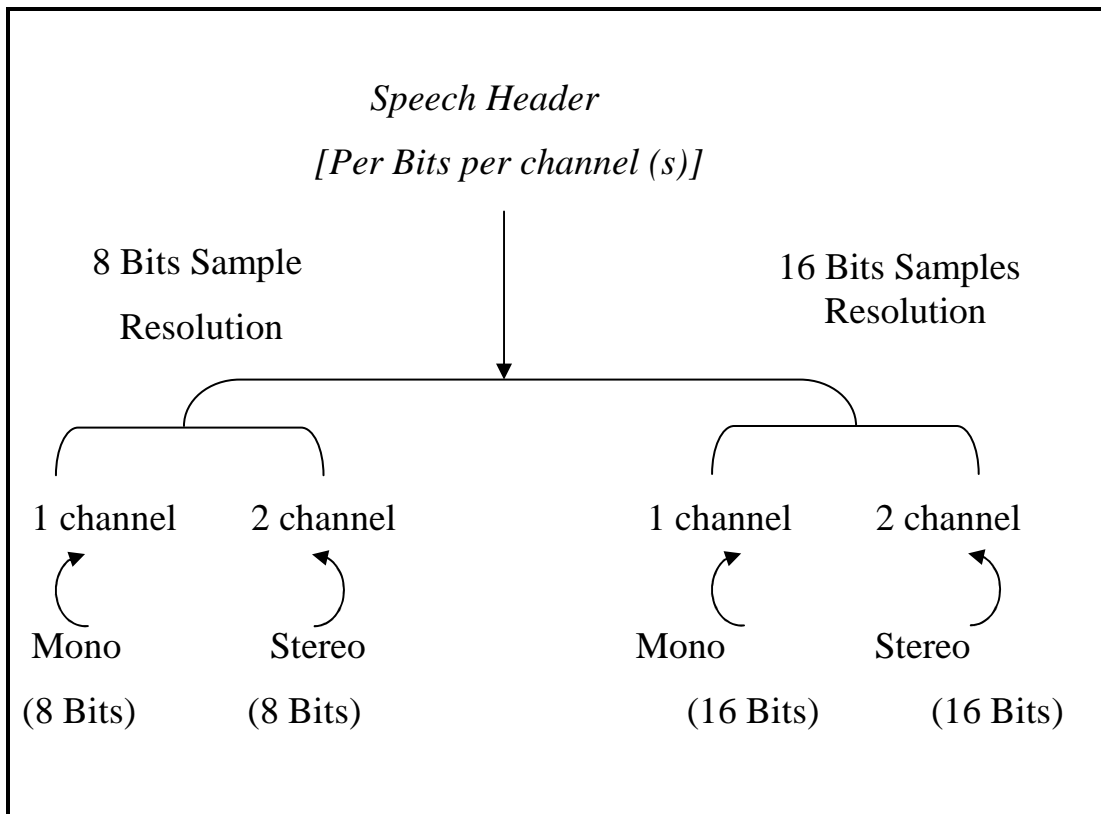 Speech Header
[Per Bits per channel (s)]
8 Bits Sample
Resolution
16 Bits Samples
Resolution
1 channel
2 channel
1 channel
2 channel
Mono
Stereo
Mono
Stereo
(8 Bits)
(8 Bits)
(16 Bits)
(16 Bits)